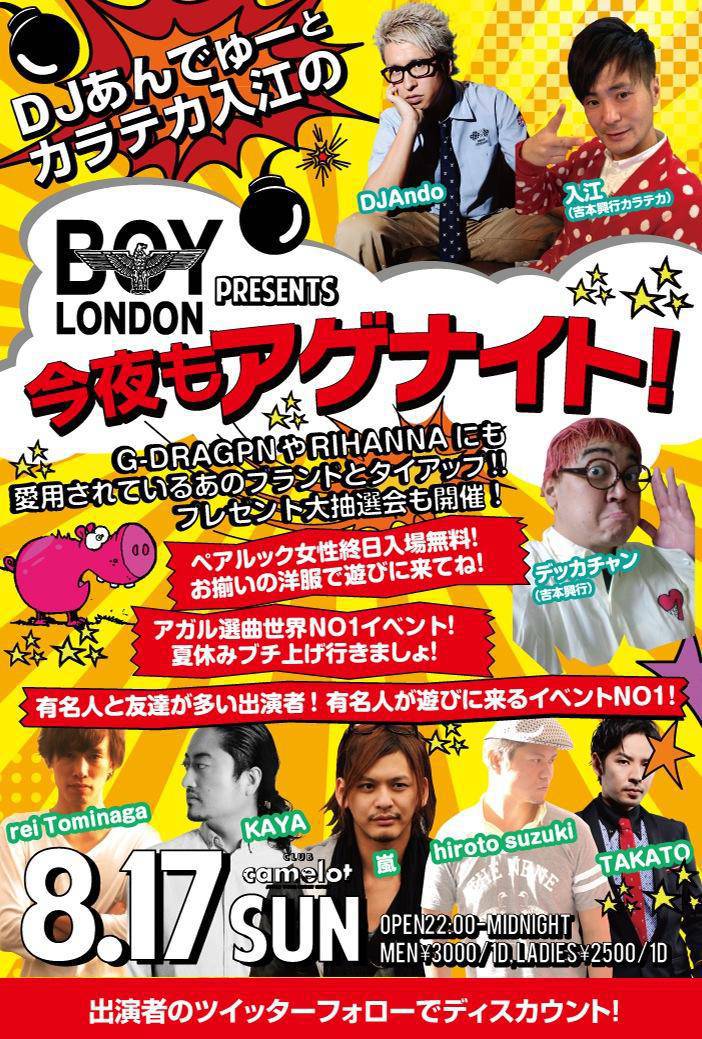 DJあんでゅーと
カラテカ入江の
DJAndo
入江
(吉本興行カラテカ)
BOY
LONDON
PRESENTS
今夜もアゲナイト!
G-DRAGPNやRIHANNAにも
愛用されているあのブランドとタイアップ!!
プレゼント大抽選会も開催!
デッカチャン
(吉本興行)
ペアルック女性終日入場無料!
お揃いの洋服で遊びに来てね!
アガル選曲世界NO1イベント!
夏休みブチ上げ行きましょ!
有名人と友達が多い出演者!有名人が遊びに来るイベントNO1!
rei Tominaga
KAYA
嵐
hiroto suzuki
TAKATO
THE NEME
8.17
CLUB
camelot
SUN
OPEN22:00-MIDNIGHT
MEN¥3000/1D,LADIES¥2500/1D
出演者のツイッターフォローでディスカウント!